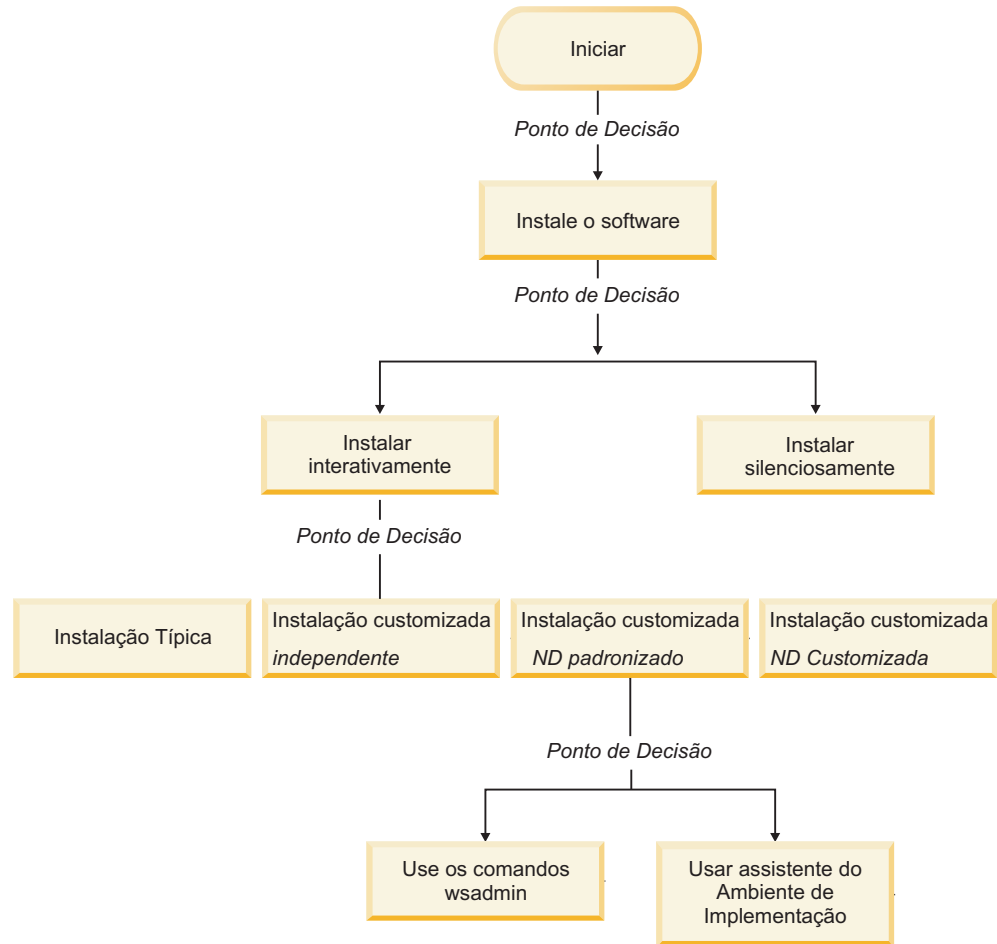 Iniciar
Ponto de Decisão
Instale o software
Ponto de Decisão
Instalar
interativamente
Instalar
silenciosamente
Ponto de Decisão
Instalação Típica
Instalação customizada
independente
Instalação customizada
ND padronizado
Instalação customizada
ND Customizada
Ponto de Decisão
Use os comandos
wsadmin
Usar assistente do
Ambiente de
Implementação